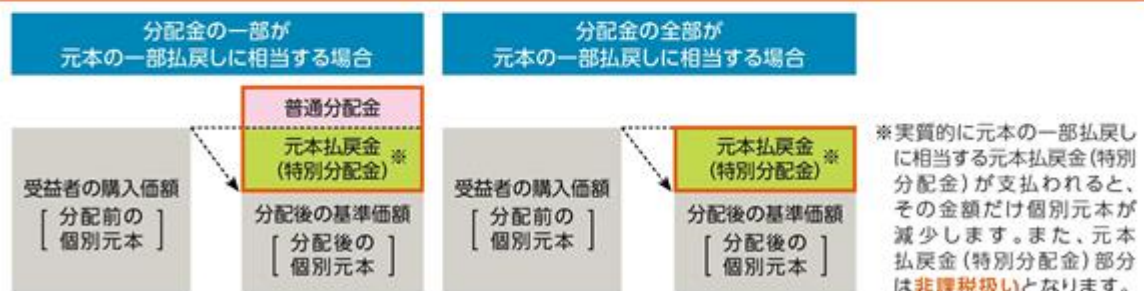 分配金の一部が
元本の一部払戻しに相当する場合
普通分配金
元本払戻金
(特別分配金)
※
受益者の購入価額
[ 分配前の
個別元本 ]
分配後の基準価額
[ 分配後の
個別元本 ]
分配金の全部が
元本の一部払戻しに相当する場合
元本払戻金
(特別分配金)
※
受益者の購入価額
[ 分配前の
個別元本 ]
分配後の基準価額
[ 分配後の
個別元本 ]
※実質的に元本の一部払戻し
に相当する元本払戻金(特別
分配金)が支払われると、
その金額だけ個別元本が
減少します。また、元本
払戻金(特別分配金)部分
は非課税扱いとなります。